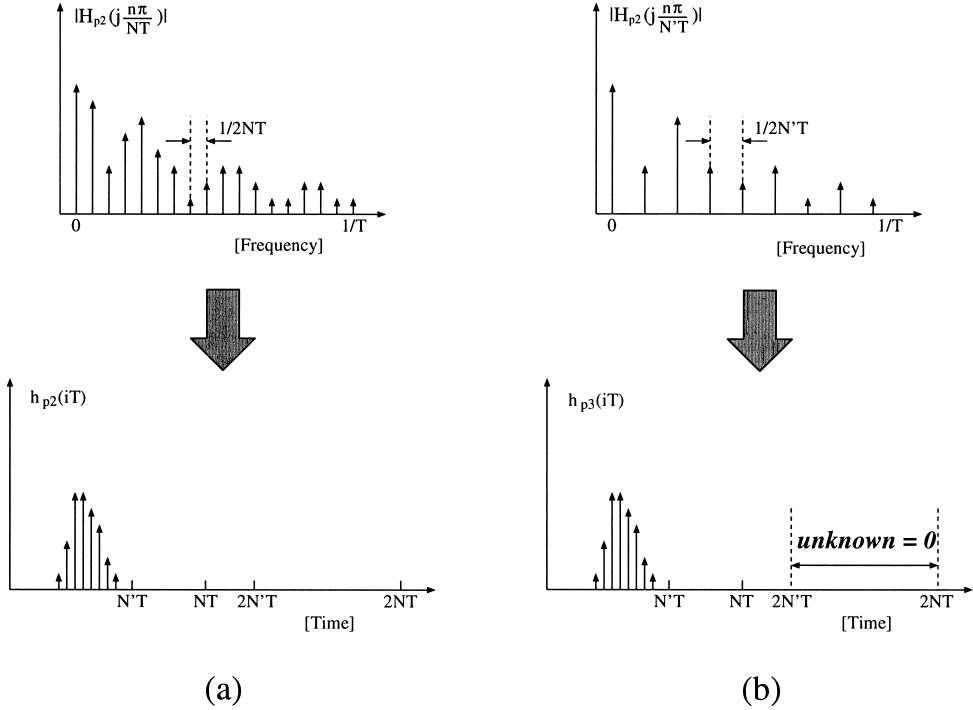 |Hp2(j nπ/NT)|
1/2NT
0
1/T
[Frequency]
hp2(iT)
N'T
NT
2N'T
2NT
[Time]
(a)
|Hp2(j nπ/N'T)|
1/2N'T
0
1/T
[Frequency]
hp3(iT)
unknown = 0
N'T
NT
2N'T
2NT
[Time]
(b)